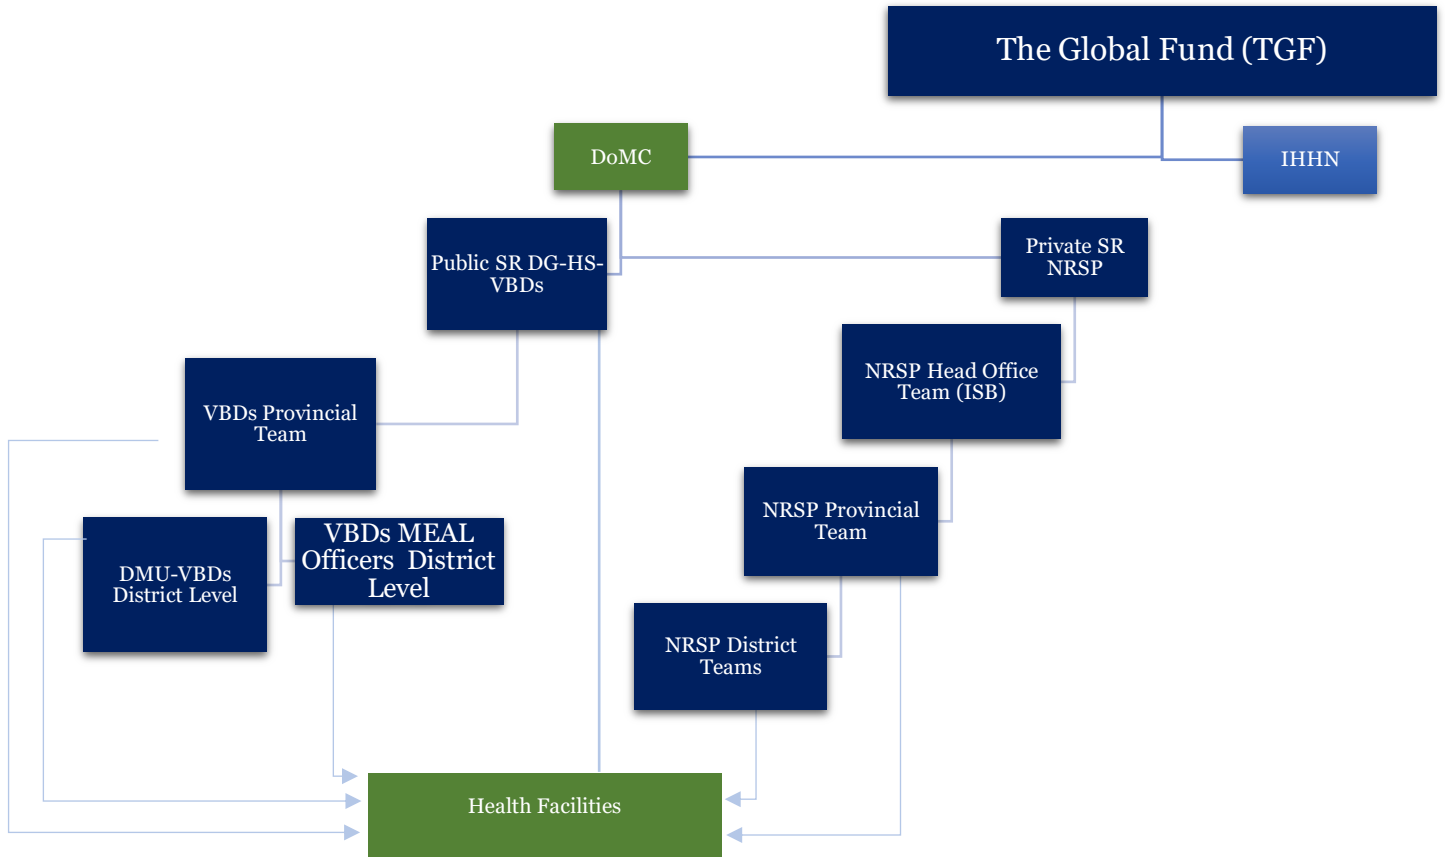 The Global Fund (TGF)
DoMC
IHHN
Public SR DG-HS-
VBDs
Private SR
NRSP
NRSP Head Office
Team (ISB)
VBDs Provincial
Team
NRSP Provincial
Team
VBDs MEAL
Officers District
Level
DMU-VBDs
District Level
NRSP District
Teams
Health Facilities